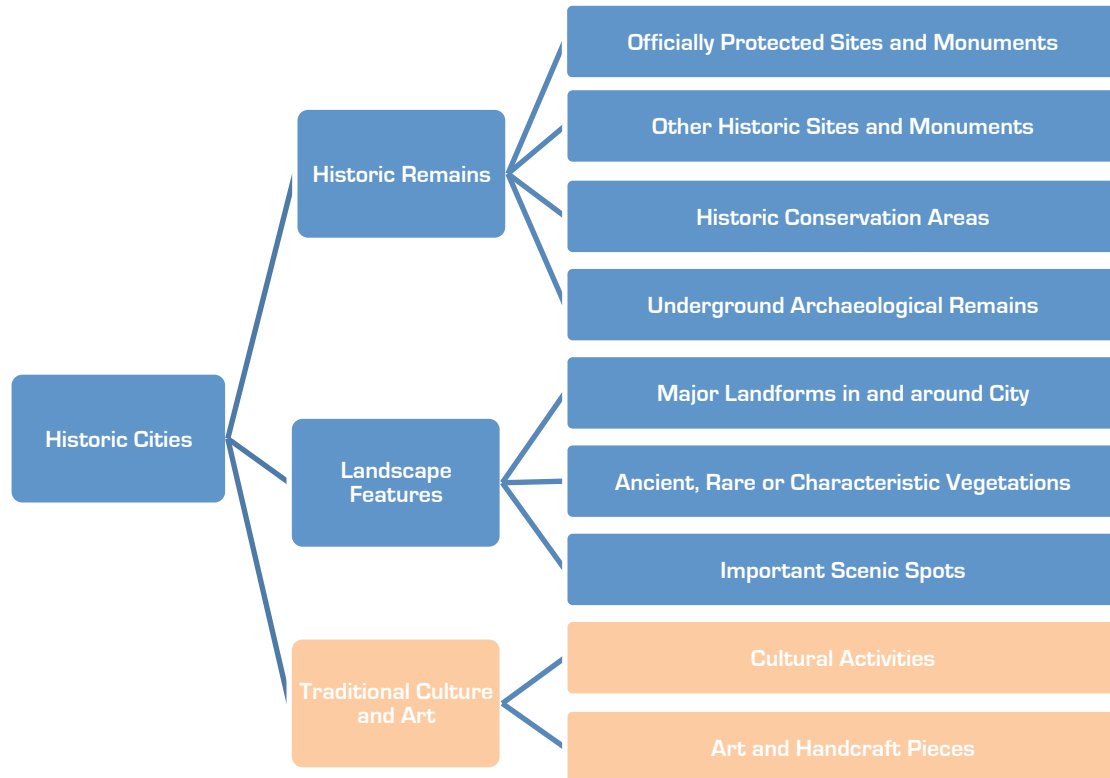 Historic Cities
Historic Remains
Officially Protected Sites and Monuments
Other Historic Sites and Monuments
Historic Conservation Areas
Underground Archaeological Remains
Landscape
Features
Major Landforms in and around City
Ancient, Rare or Characteristic Vegetations
Important Scenic Spots
Traditional Culture
and Art
Cultural Activities
Art and Handcraft Pieces